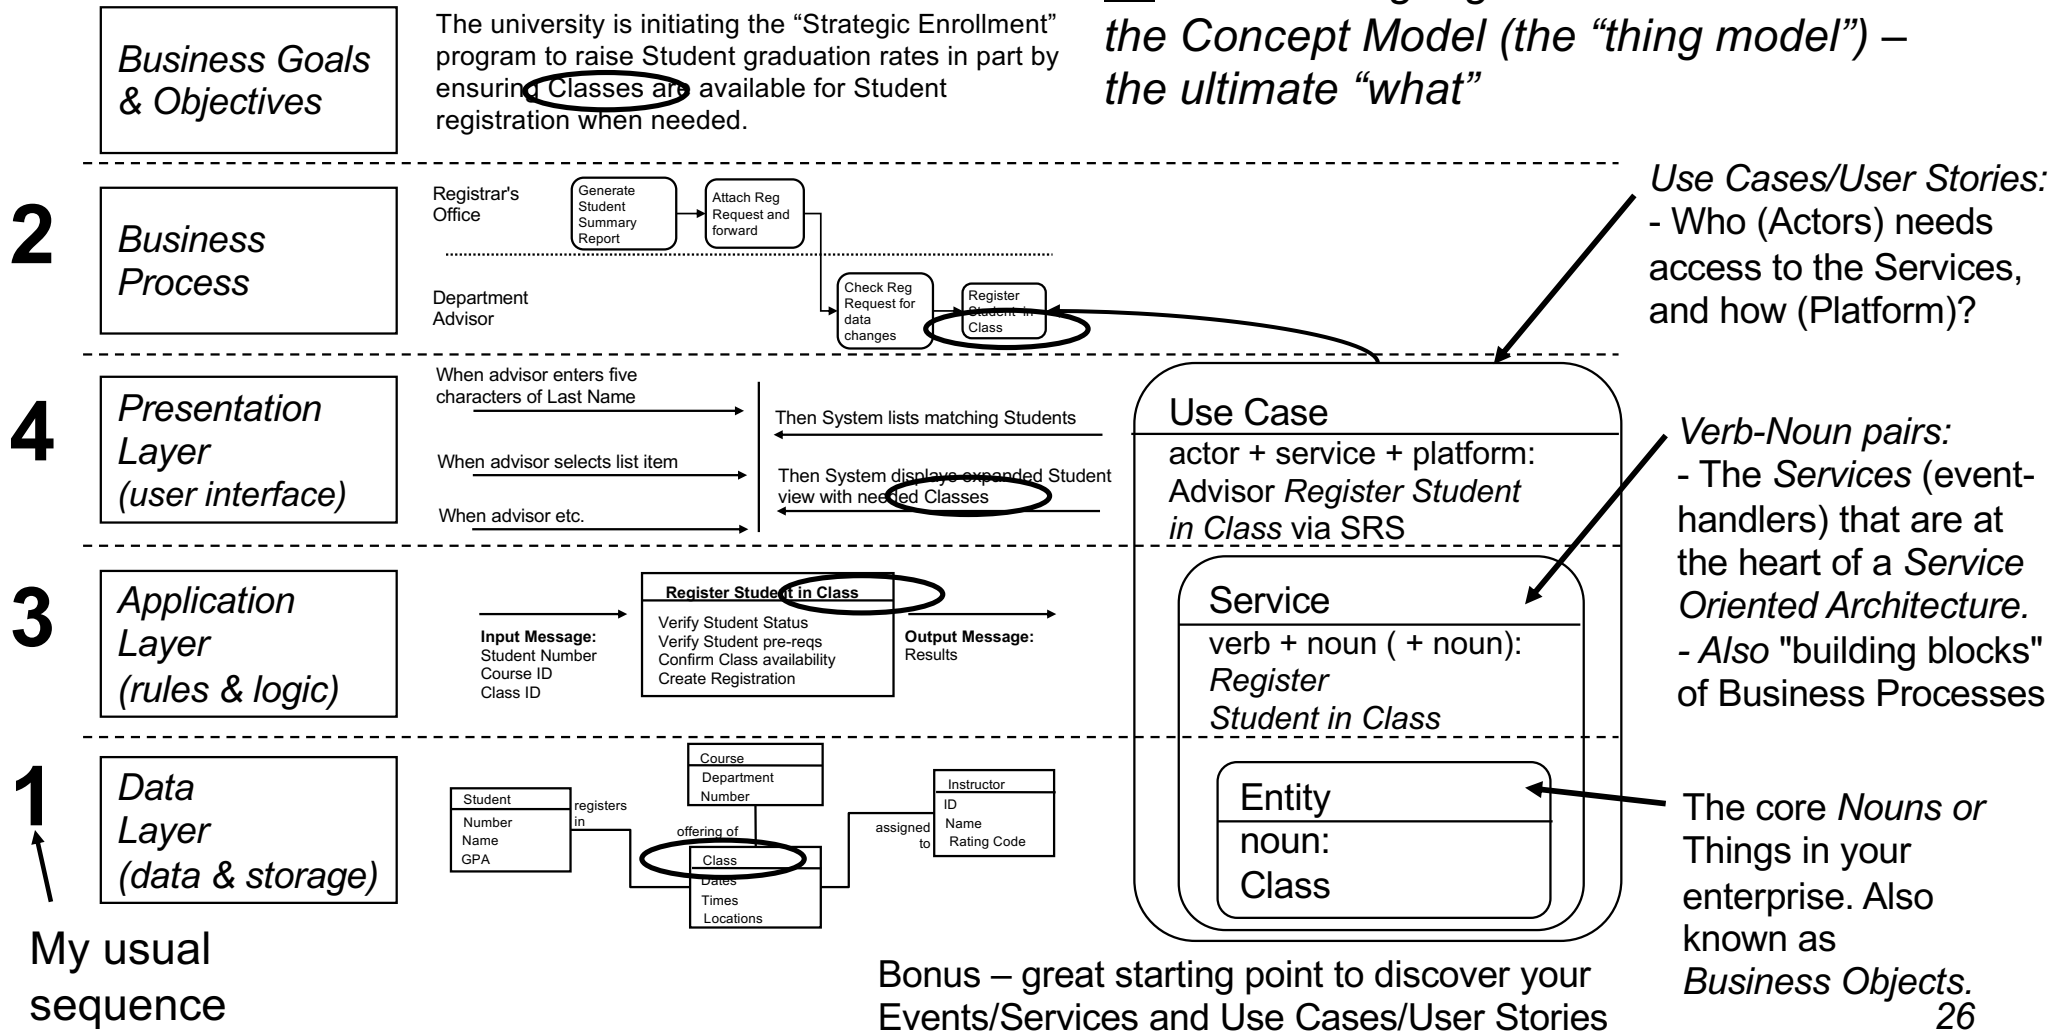 the Concept Model (the “thing model”) –
the ultimate “what”
Business Goals
& Objectives
The university is initiating the “Strategic Enrollment”
program to raise Student graduation rates in part by
ensuring Classes are available for Student
registration when needed.
2
Business
Process
Registrar's
Office
Generate
Student
Summary
Report
Attach Reg
Request and
forward
Department
Advisor
Check Reg
Request for
data
changes
Register
Student in
Class
Use Cases/User Stories:
- Who (Actors) needs
access to the Services,
and how (Platform)?
4
Presentation
Layer
(user interface)
When advisor enters five
characters of Last Name
Then System lists matching Students
When advisor selects list item
Then System displays expanded Student
view with needed Classes
When advisor etc.
Use Case
actor + service + platform:
Advisor Register Student
in Class via SRS
Verb-Noun pairs:
- The Services (event-
handlers) that are at
the heart of a Service
Oriented Architecture.
- Also "building blocks"
of Business Processes
3
Application
Layer
(rules & logic)
Input Message:
Student Number
Course ID
Class ID
Register Student in Class
Verify Student Status
Verify Student pre-reqs
Confirm Class availability
Create Registration
Output Message:
Results
Service
verb + noun ( + noun):
Register
Student in Class
1
Data
Layer
(data & storage)
Student
Number
Name
GPA
registers
in
Course
Department
Number
offering of
Class
Dates
Times
Locations
assigned
to
Instructor
ID
Name
Rating Code
Entity
noun:
Class
The core Nouns or
Things in your
enterprise. Also
known as
Business Objects.
My usual
sequence
Bonus – great starting point to discover your
Events/Services and Use Cases/User Stories
26